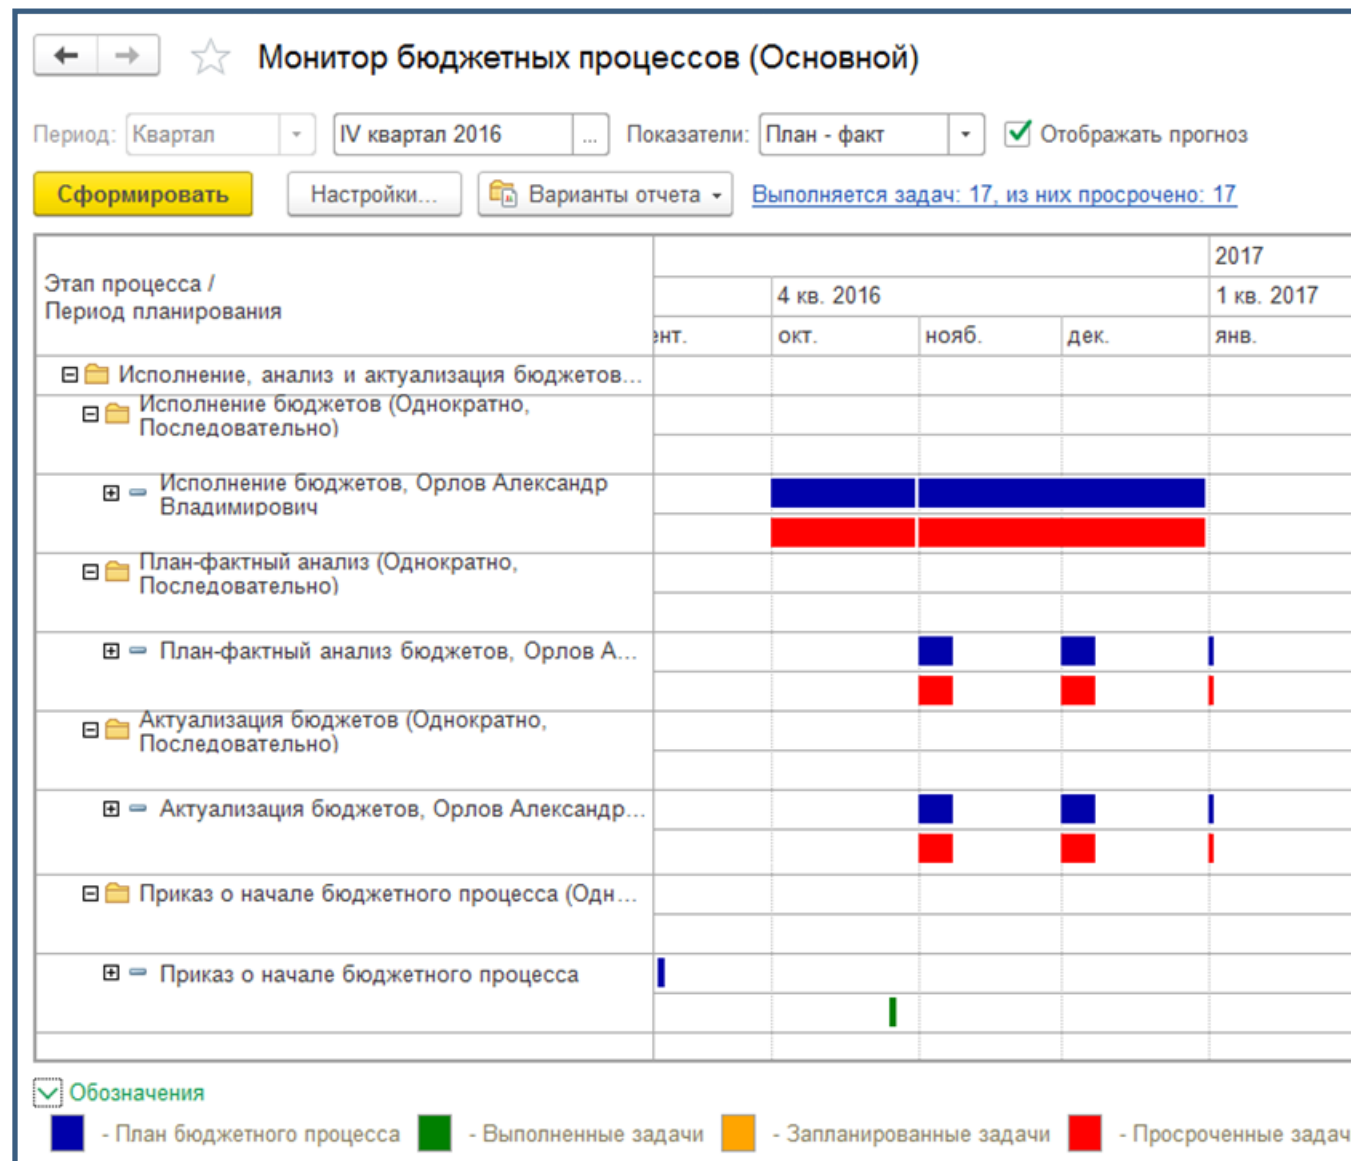 Монитор бюджетных процессов (Основной)
Период: Квартал IV квартал 2016 ... Показатели: План - факт Отображать прогноз
Сформировать Настройки... Варианты отчета Выполняется задач: 17, из них просрочено: 17
Этап процесса /
Период планирования
2017
4 кв. 2016 1 кв. 2017
окт. нояб. дек. янв.
Исполнение, анализ и актуализация бюджетов...
Исполнение бюджетов (Однократно,
Последовательно)
Исполнение бюджетов, Орлов Александр
Владимирович
План-фактный анализ (Однократно,
Последовательно)
План-фактный анализ бюджетов, Орлов А...
Актуализация бюджетов (Однократно,
Последовательно)
Актуализация бюджетов, Орлов Александр...
Приказ о начале бюджетного процесса (Одн...
Приказ о начале бюджетного процесса
Обозначения
- План бюджетного процесса - Выполненные задачи - Запланированные задачи - Просроченные